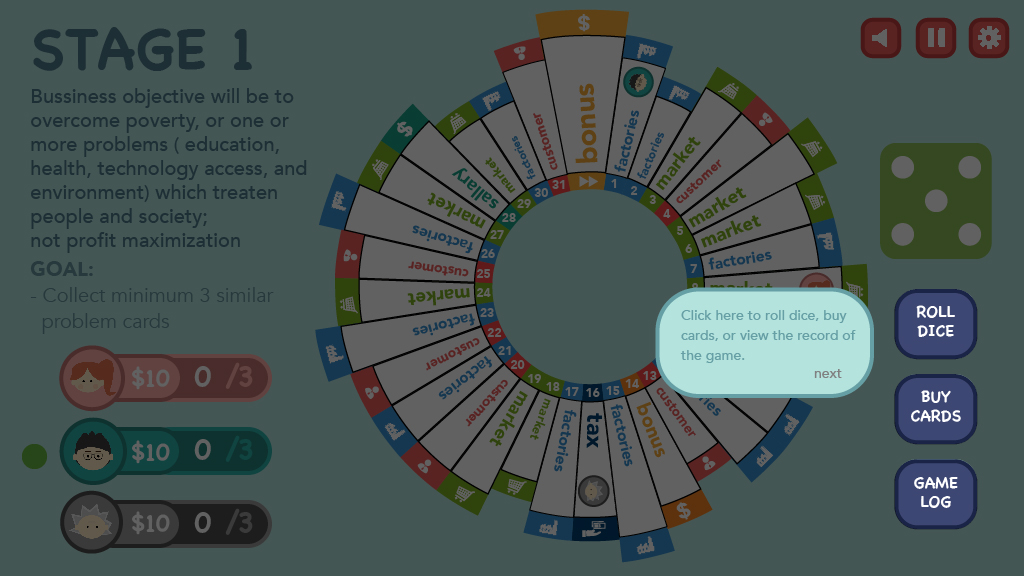 STAGE 1
Bussiness objective will be to
overcome poverty, or one or
more problems ( education,
health, technology access, and
environment) which treaten
people and society;
not profit maximization
GOAL:
- Collect minimum 3 similar
problem cards
$10 0 /3
$10 0 /3
$10 0 /3
$
bonus
1 factories
2 factories
3 market
4 customer
5 market
6 market
7 factories
market
13 customer
14 bonus
$
15 factories
16 tax
17 factories
18 market
19 market
20 customer
21 factories
22 customer
23 factories
24 market
25 customer
26 factories
27 market
28 sallary
$
29 market
30 factories
31 customer
Click here to roll dice, buy
cards, or view the record of
the game.
next
ROLL
DICE
BUY
CARDS
GAME
LOG